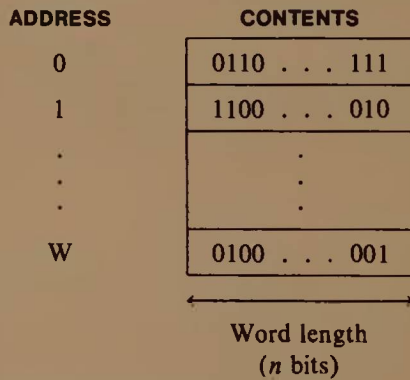 ADDRESS CONTENTS
0 0110 . . . 111
1 1100 . . . 010
. .
. .
. .
W 0100 . . . 001
Word length
(n bits)